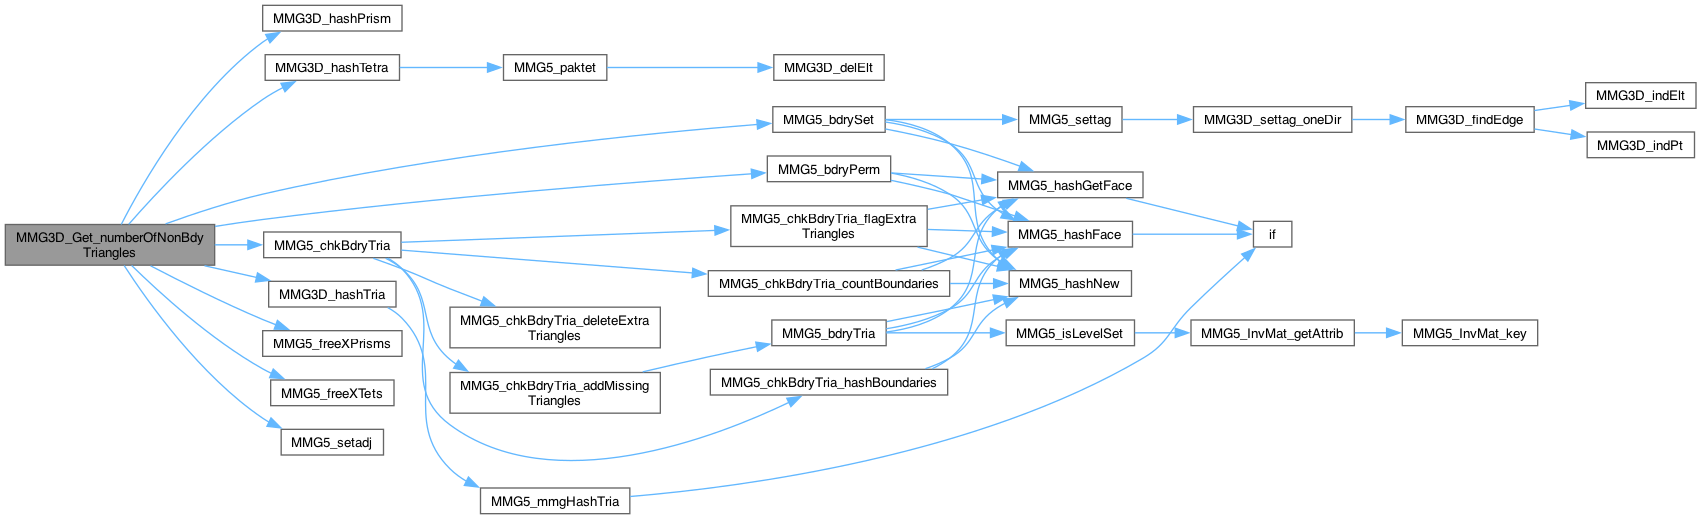 MMG3D_Get_numberOfNonBdy
Triangles
MMG3D_hashPrism
MMG3D_hashTetra
MMG5_paktet
MMG3D_delElt
MMG5_bdrySet
MMG5_settag
MMG3D_settag_oneDir
MMG3D_findEdge
MMG3D_indElt
MMG3D_indPt
MMG5_bdryPerm
MMG5_hashGetFace
MMG5_chkBdryTria
MMG5_chkBdryTria_flagExtra
Triangles
MMG5_hashFace
if
MMG5_chkBdryTria_countBoundaries
MMG5_hashNew
MMG3D_hashTria
MMG5_chkBdryTria_deleteExtra
Triangles
MMG5_bdryTria
MMG5_isLevelSet
MMG5_InvMat_getAttrib
MMG5_InvMat_key
MMG5_freeXPrisms
MMG5_chkBdryTria_addMissing
Triangles
MMG5_chkBdryTria_hashBoundaries
MMG5_freeXTets
MMG5_setadj
MMG5_mmgHashTria